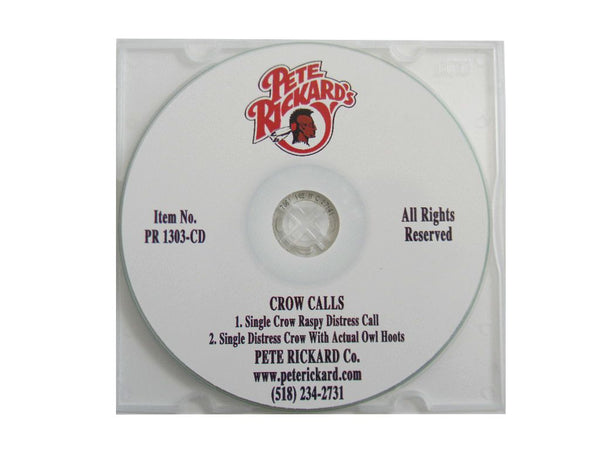 PETE
RICKARD'S
Item No.
PR 1303-CD
All Rights
Reserved
CROW CALLS
1. Single Crow Raspy Distress Call
2. Single Distress Crow With Actual Owl Hoots
PETE RICKARD Co.
www.peterickard.com
(518) 234-2731